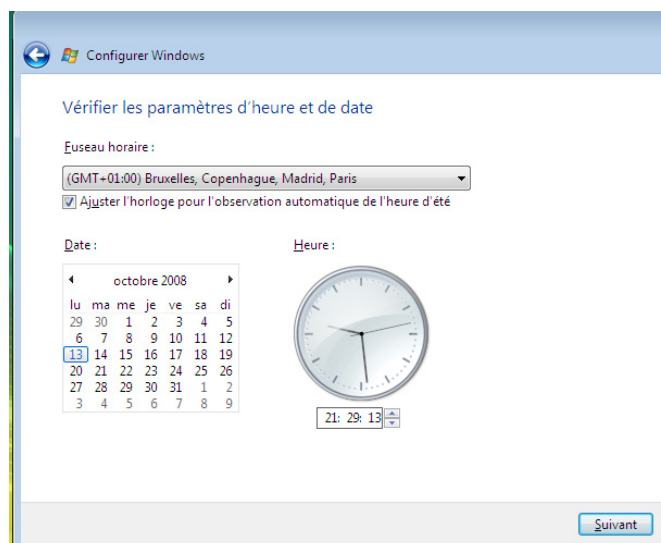 Configurer Windows
Vérifier les paramètres d'heure et de date
Fuseau horaire :
(GMT+01:00) Bruxelles, Copenhague, Madrid, Paris
Ajuster l'horloge pour l'observation automatique de l'heure d'été
Date :
Heure :
octobre 2008
lu ma me je ve sa di
29 30 1 2 3 4 5
6 7 8 9 10 11 12
13 14 15 16 17 18 19
20 21 22 23 24 25 26
27 28 29 30 31 1 2
3 4 5 6 7 8 9
21: 29: 13
Suivant